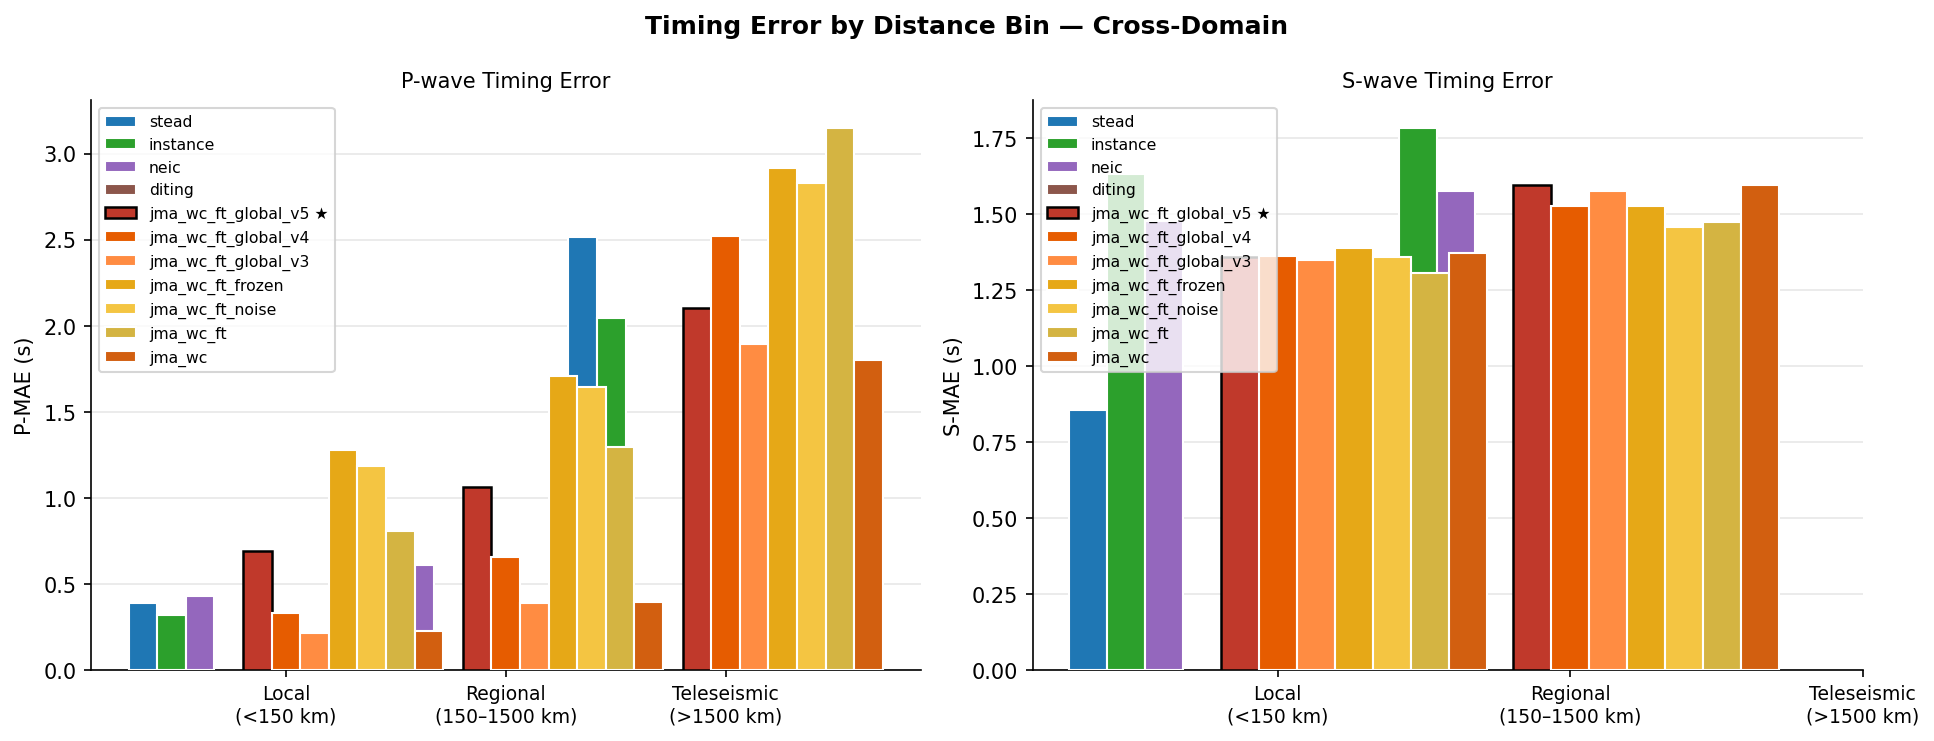 Timing Error by Distance Bin — Cross-Domain
P-wave Timing Error
P-MAE (s)
3.0
2.5
2.0
1.5
1.0
0.5
0.0
stead
instance
neic
diting
jma_wc_ft_global_v5 ★
jma_wc_ft_global_v4
jma_wc_ft_global_v3
jma_wc_ft_frozen
jma_wc_ft_noise
jma_wc_ft
jma_wc
Local
(<150 km)
Regional
(150–1500 km)
Teleseismic
(>1500 km)
S-wave Timing Error
S-MAE (s)
1.75
1.50
1.25
1.00
0.75
0.50
0.25
0.00
stead
instance
neic
diting
jma_wc_ft_global_v5 ★
jma_wc_ft_global_v4
jma_wc_ft_global_v3
jma_wc_ft_frozen
jma_wc_ft_noise
jma_wc_ft
jma_wc
Local
(<150 km)
Regional
(150–1500 km)
Teleseismic
(>1500 km)